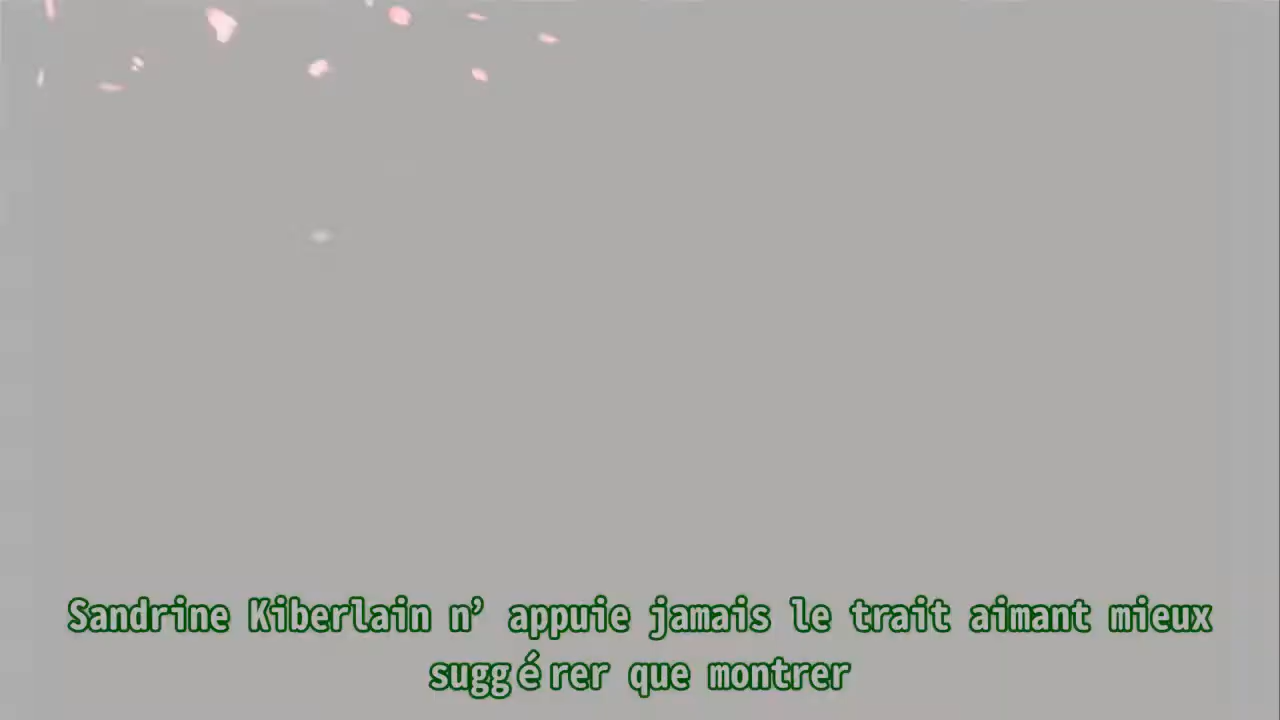 Sandrine Kiberlain n’ appuie jamais le trait aimant mieux
suggérer que montrer